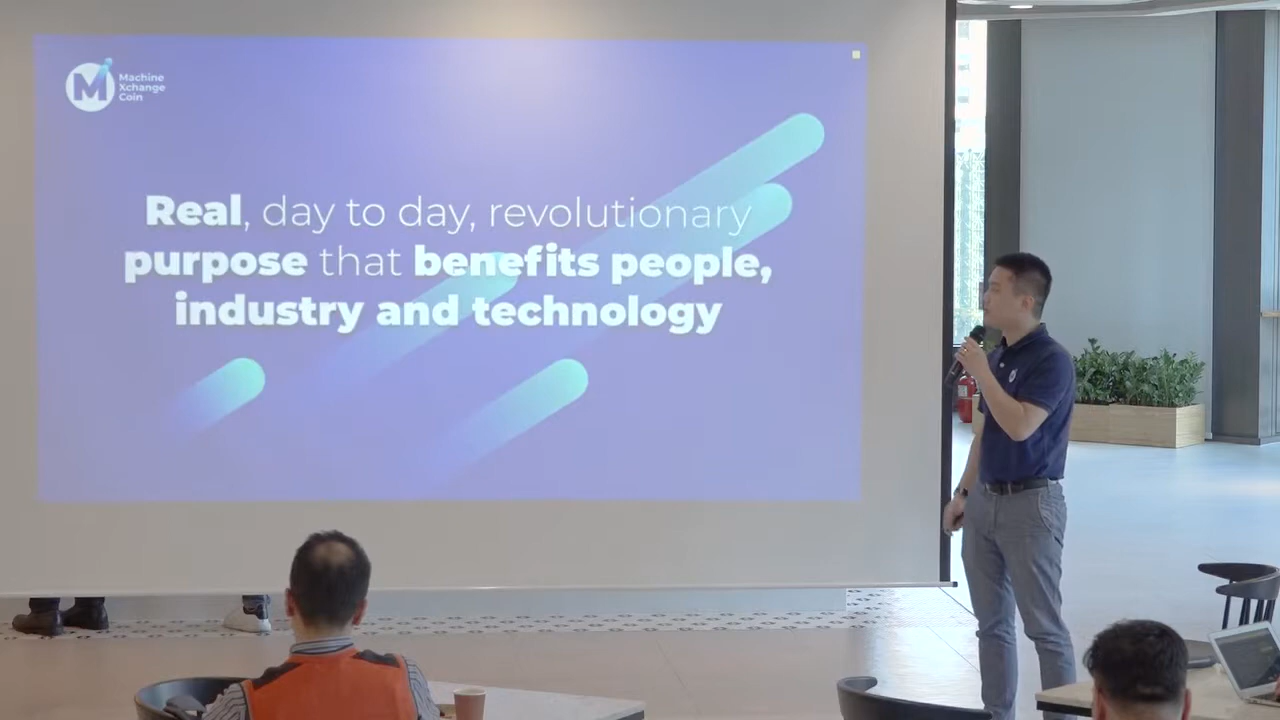 M
Machine
Xchange
Coin
Real, day to day, revolutionary
purpose that benefits people,
industry and technology